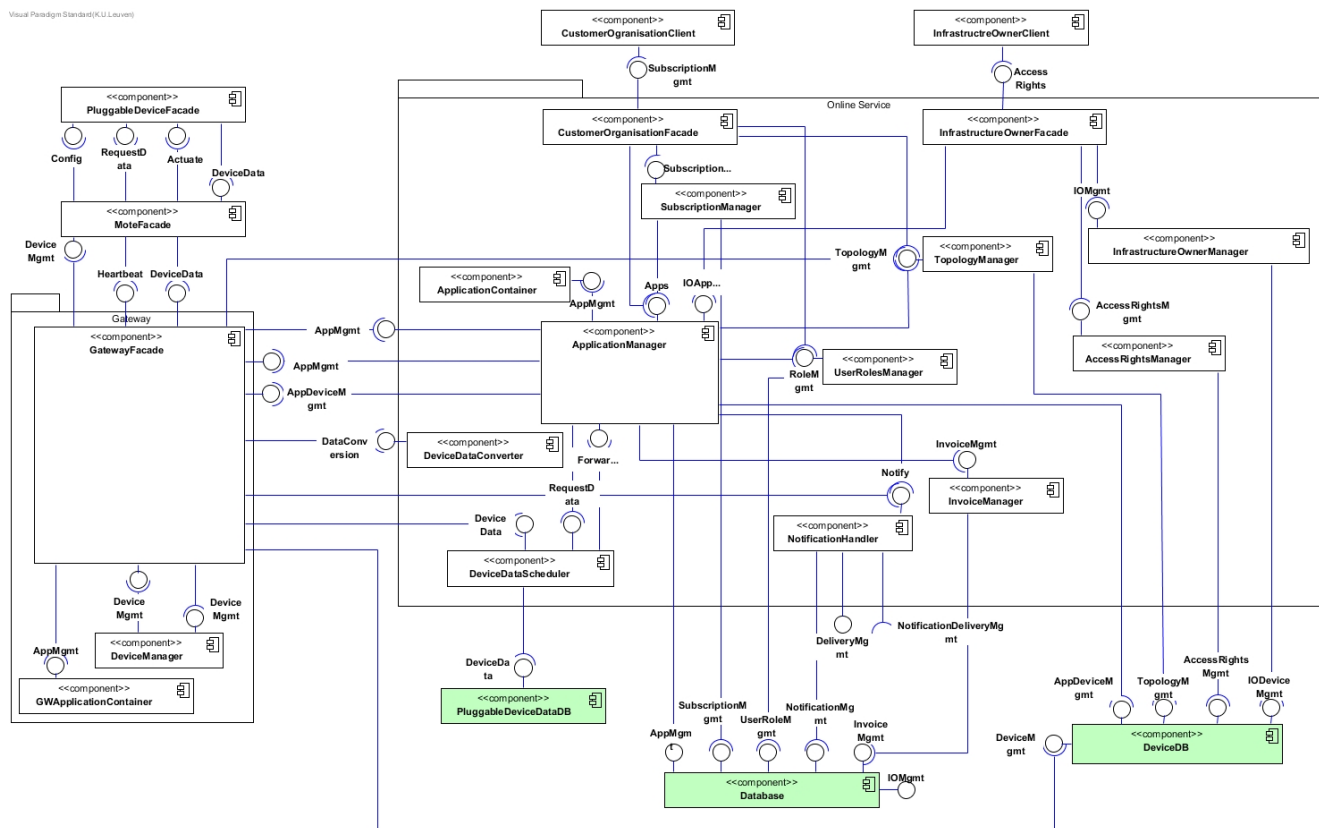 Visual Paradigm Standard(K.U.Leuven)
<<component>>
CustomerOgranisationClient
<<component>>
InfrastructreOwnerClient
SubscriptionM
gmt
Access
Rights
<<component>>
PluggableDeviceFacade
Online Service
<<component>>
CustomerOrganisationFacade
<<component>>
InfrastructureOwnerFacade
Config
RequestD
ata
Actuate
DeviceData
Subscription...
<<component>>
SubscriptionManager
IOMgmt
<<component>>
MoteFacade
<<component>>
InfrastructureOwnerManager
Device
Mgmt
Heartbeat
DeviceData
TopologyM
gmt
<<component>>
TopologyManager
<<component>>
ApplicationContainer
AppMgmt
Apps
IOApp...
AccessRightsM
gmt
Gateway
<<component>>
GatewayFacade
AppMgmt
<<component>>
ApplicationManager
<<component>>
AccessRightsManager
AppMgmt
RoleM
gmt
<<component>>
UserRolesManager
AppDeviceM
gmt
DataConv
ersion
<<component>>
DeviceDataConverter
Forwar...
InvoiceMgmt
Notify
<<component>>
InvoiceManager
RequestD
ata
Device
Data
<<component>>
NotificationHandler
<<component>>
DeviceDataScheduler
Device
Mgmt
Device
Mgmt
DeliveryMg
mt
NotificationDeliveryMg
mt
<<component>>
DeviceManager
AppMgmt
<<component>>
GWApplicationContainer
DeviceDa
ta
<<component>>
PluggableDeviceDataDB
AppMgm
t
SubscriptionM
gmt
UserRoleM
gmt
NotificationMg
mt
Invoice
Mgmt
AppDeviceM
gmt
TopologyM
gmt
AccessRights
Mgmt
IODevice
Mgmt
DeviceM
gmt
<<component>>
DeviceDB
<<component>>
Database
IOMgmt